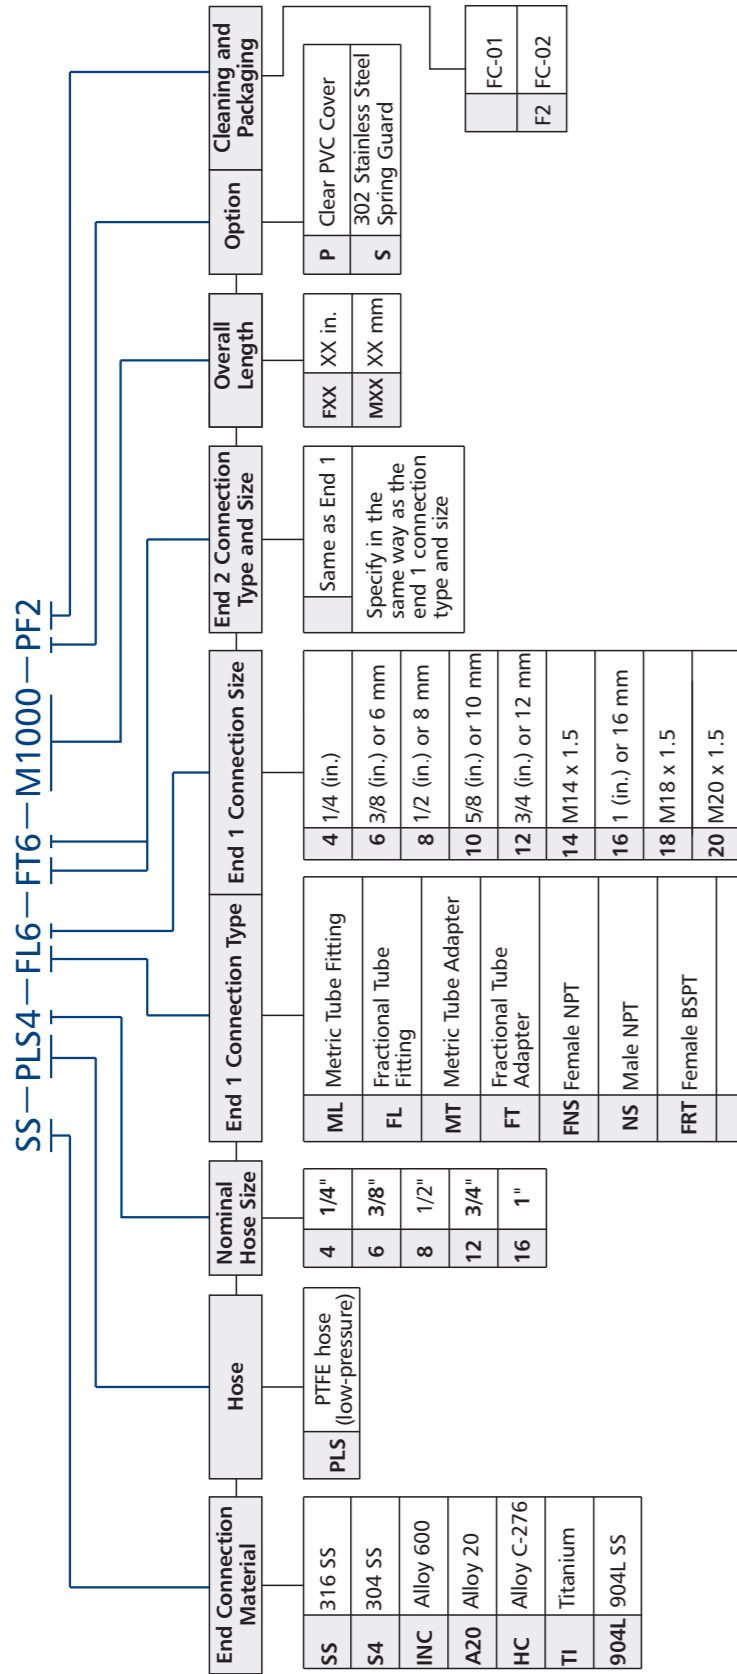 SS—PLS4—FL6—FT6—M1000—PF2
End Connection
Material
SS 316 SS
S4 304 SS
INC Alloy 600
A20 Alloy 20
HC Alloy C-276
TI Titanium
904L 904L SS
Hose
PLS PTFE hose
(low-pressure)
Nominal
Hose Size
4 1/4"
6 3/8"
8 1/2"
12 3/4"
16 1"
End 1 Connection Type
ML Metric Tube Fitting
FL Fractional Tube
Fitting
MT Metric Tube Adapter
FT Fractional Tube
Adapter
FNS Female NPT
NS Male NPT
FRT Female BSPT
End 1 Connection Size
4 1/4 (in.)
6 3/8 (in.) or 6 mm
8 1/2 (in.) or 8 mm
10 5/8 (in.) or 10 mm
12 3/4 (in.) or 12 mm
14 M14 x 1.5
16 1 (in.) or 16 mm
18 M18 x 1.5
20 M20 x 1.5
End 2 Connection
Type and Size
Same as End 1
Specify in the
same way as the
end 1 connection
type and size
Overall
Length
FXX XX in.
MXX XX mm
Option
P Clear PVC Cover
S 302 Stainless Steel
Spring Guard
Cleaning and
Packaging
FC-01
F2 FC-02